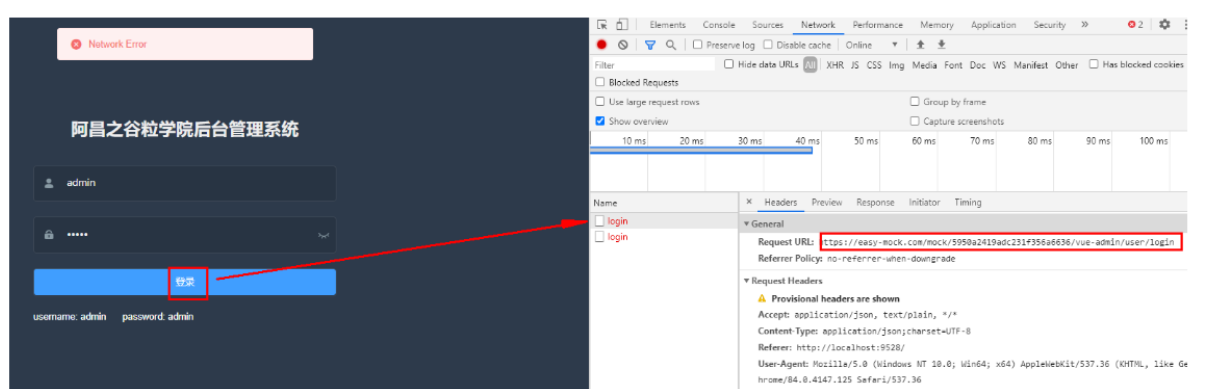 Network Error
阿昌之谷粒学院后台管理系统
admin
•••••
登录
username: admin password: admin
Elements Console Sources Network Performance Memory Application Security » 2
Preserve log Disable cache Online
Filter Hide data URLs All XHR JS CSS Img Media Font Doc WS Manifest Other Has blocked cookies
Blocked Requests
Use large request rows Group by frame
Show overview Capture screenshots
10 ms 20 ms 30 ms 40 ms 50 ms 60 ms 70 ms 80 ms 90 ms 100 ms
Name × Headers Preview Response Initiator Timing
login
login
▼ General
Request URL: https://easy-mock.com/mock/5950a2419adc231f356a6636/vue-admin/user/login
Referrer Policy: no-referrer-when-downgrade
▼ Request Headers
Provisional headers are shown
Accept: application/json, text/plain, */*
Content-Type: application/json;charset=UTF-8
Referer: http://localhost:9528/
User-Agent: Mozilla/5.0 (Windows NT 10.0; Win64; x64) AppleWebKit/537.36 (KHTML, like Ge
hrome/84.0.4147.125 Safari/537.36